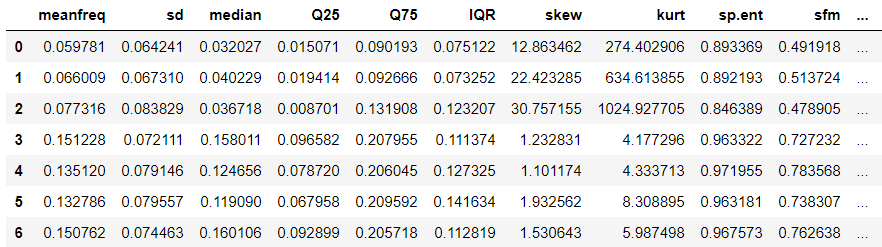 meanfreq sd median Q25 Q75 IQR skew kurt sp.ent sfm ...
0 0.059781 0.064241 0.032027 0.015071 0.090193 0.075122 12.863462 274.402906 0.893369 0.491918 ...
1 0.066009 0.067310 0.040229 0.019414 0.092666 0.073252 22.423285 634.613855 0.892193 0.513724 ...
2 0.077316 0.083829 0.036718 0.008701 0.131908 0.123207 30.757155 1024.927705 0.846389 0.478905 ...
3 0.151228 0.072111 0.158011 0.096582 0.207955 0.111374 1.232831 4.177296 0.963322 0.727232 ...
4 0.135120 0.079146 0.124656 0.078720 0.206045 0.127325 1.101174 4.333713 0.971955 0.783568 ...
5 0.132786 0.079557 0.119090 0.067958 0.209592 0.141634 1.932562 8.308895 0.963181 0.738307 ...
6 0.150762 0.074463 0.160106 0.092899 0.205718 0.112819 1.530643 5.987498 0.967573 0.762638 ...